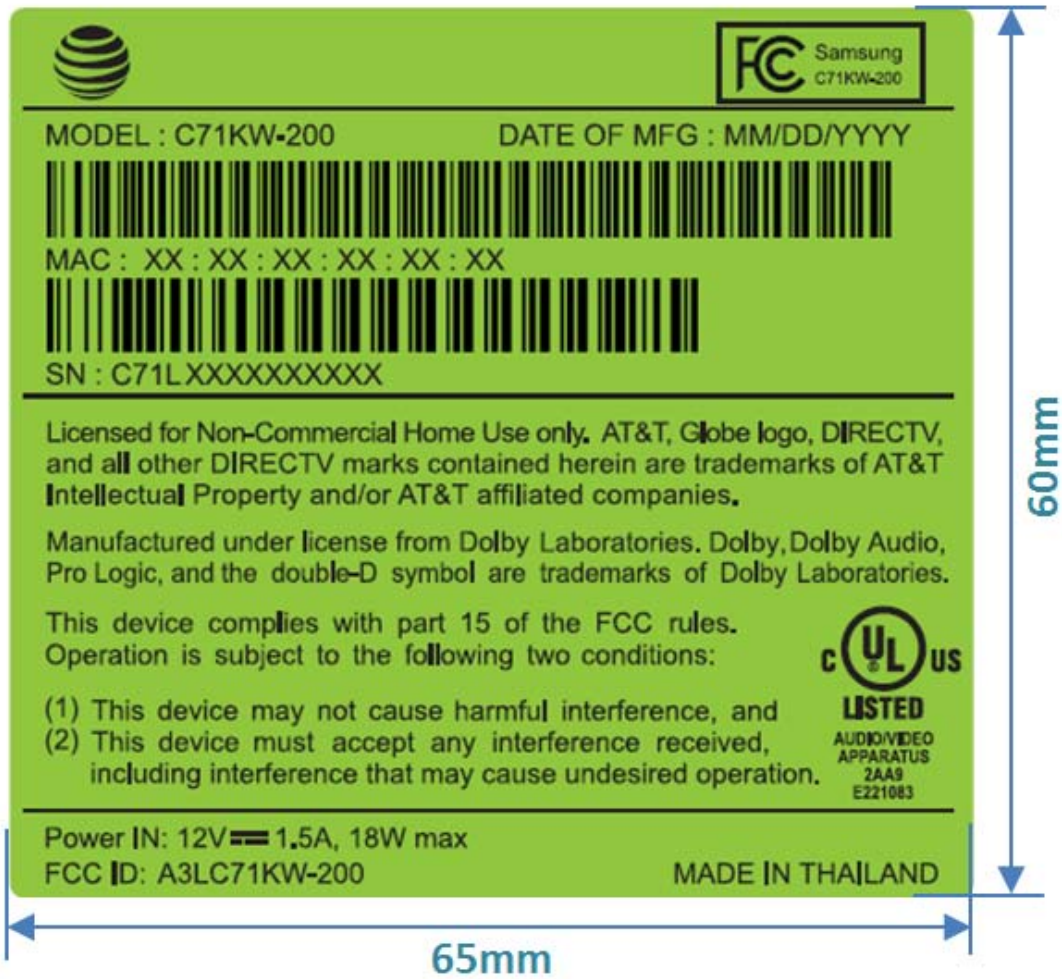 FC Samsung
C71KW-200
MODEL : C71KW-200 DATE OF MFG : MM/DD/YYYY
MAC : XX : XX : XX : XX : XX : XX
SN : C71LXXXXXXXXXX
Licensed for Non-Commercial Home Use only. AT&T, Globe logo, DIRECTV,
and all other DIRECTV marks contained herein are trademarks of AT&T
Intellectual Property and/or AT&T affiliated companies.
Manufactured under license from Dolby Laboratories. Dolby, Dolby Audio,
Pro Logic, and the double-D symbol are trademarks of Dolby Laboratories.
This device complies with part 15 of the FCC rules.
Operation is subject to the following two conditions:
(1) This device may not cause harmful interference, and
(2) This device must accept any interference received,
including interference that may cause undesired operation.
C UL® US
LISTED
AUDIO/VIDEO
APPARATUS
2AA9
E221083
Power IN: 12V⎓1.5A, 18W max
FCC ID: A3LC71KW-200 MADE IN THAILAND
60mm
65mm